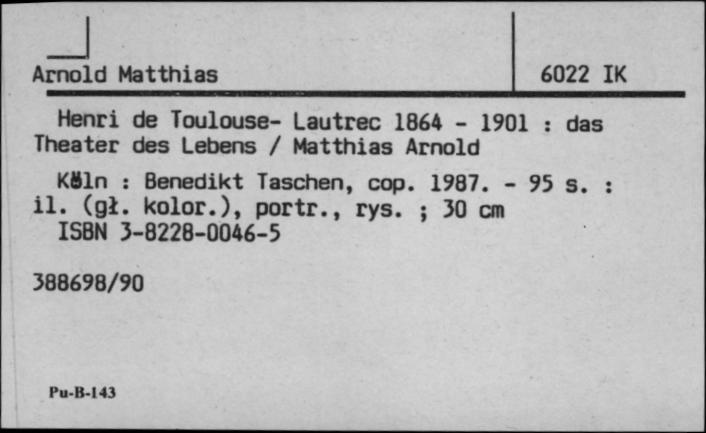 Arnold Matthias
6022 IK
Henri de Toulouse- Lautrec 1864 - 1901 : das
Theater des Lebens / Matthias Arnold
Köln : Benedikt Taschen, cop. 1987. - 95 s. :
il. (gł. kolor.), portr., rys. ; 30 cm
ISBN 3-8228-0046-5
388698/90
Pu-B-143